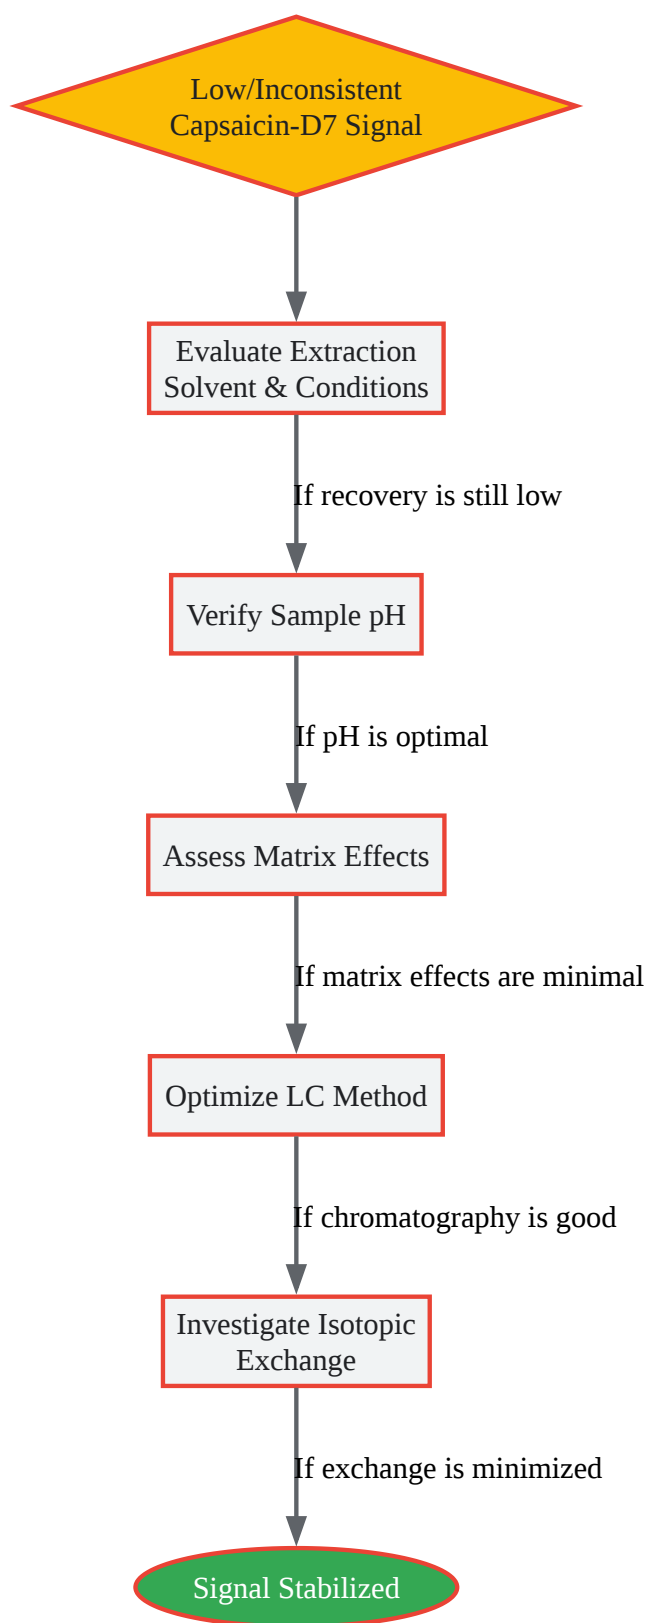 Low/Inconsistent
Capsaicin-D7 Signal
Evaluate Extraction
Solvent & Conditions
If recovery is still low
Verify Sample pH
If pH is optimal
Assess Matrix Effects
If matrix effects are minimal
Optimize LC Method
If chromatography is good
Investigate Isotopic
Exchange
If exchange is minimized
Signal Stabilized